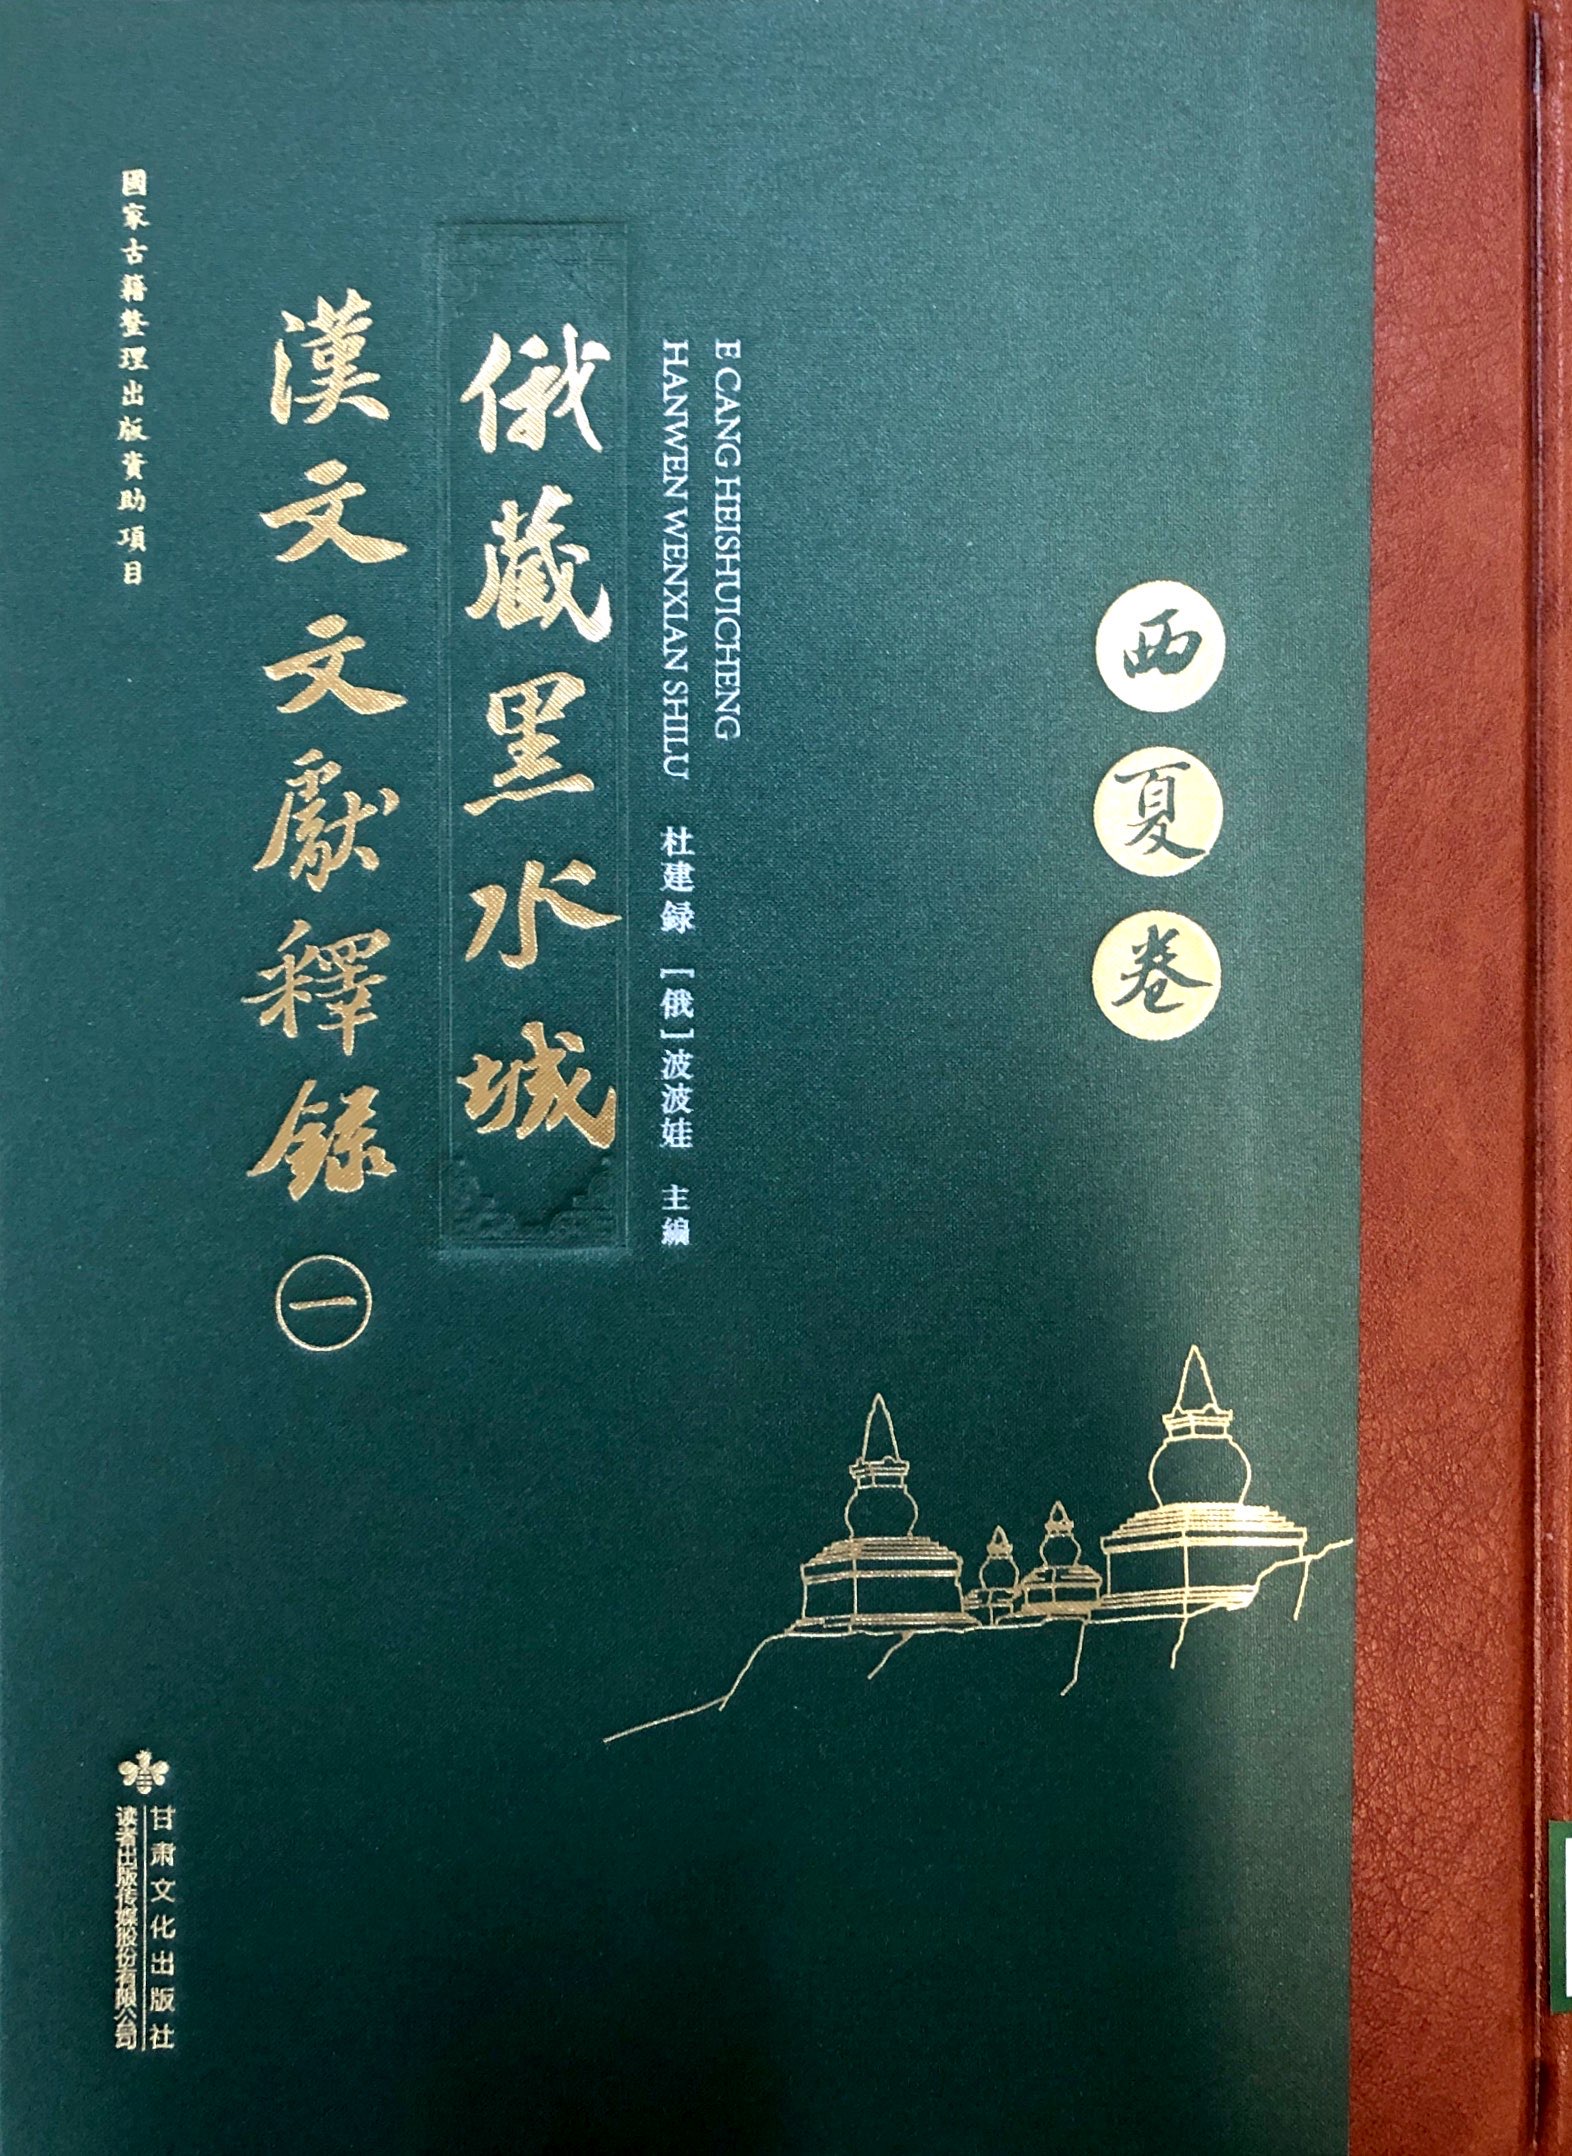 西夏卷
E CANG HEISHUICHENG
HANWEN WENXIAN SHILU
杜建録 [俄]波波娃 主編
俄藏黑水城
漢文文獻釋錄
一
國家古籍整理出版資助項目
甘肃文化出版社
读者出版传媒股份有限公司